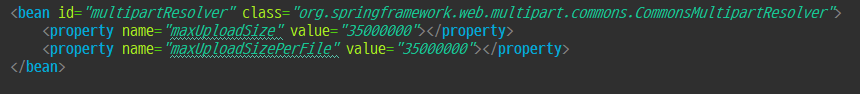 <bean id="multipartResolver" class="org.springframework.web.multipart.commons.CommonsMultipartResolver">
    <property name="maxUploadSize" value="35000000"></property>
    <property name="maxUploadSizePerFile" value="35000000"></property>
</bean>